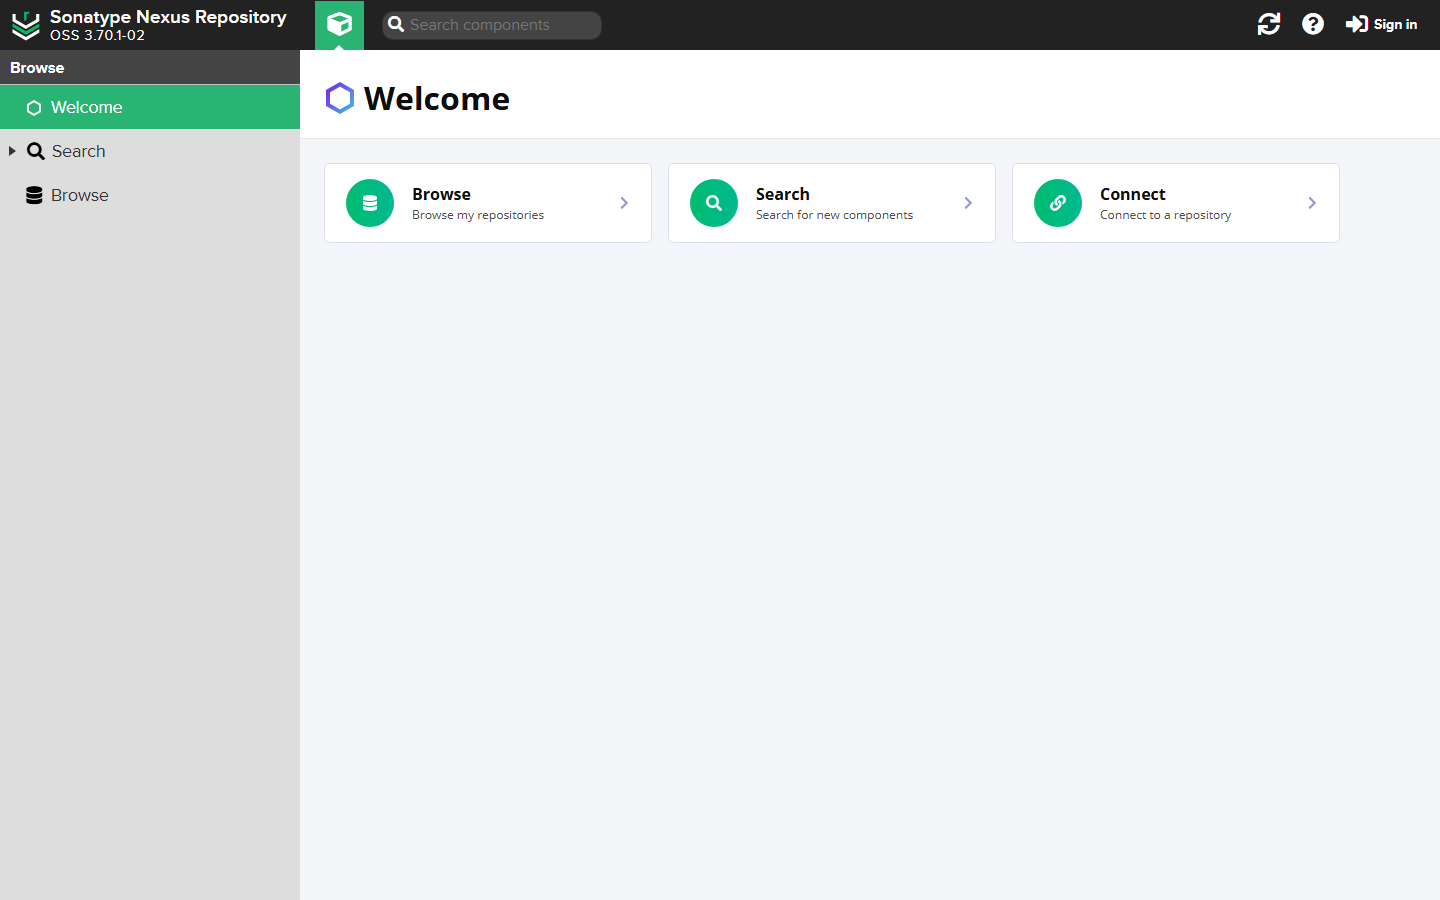 Sonatype Nexus Repository
OSS 3.70.1-02
Search components
Sign in
Browse
Welcome
Search
Browse
Welcome
Browse
Browse my repositories
Search
Search for new components
Connect
Connect to a repository